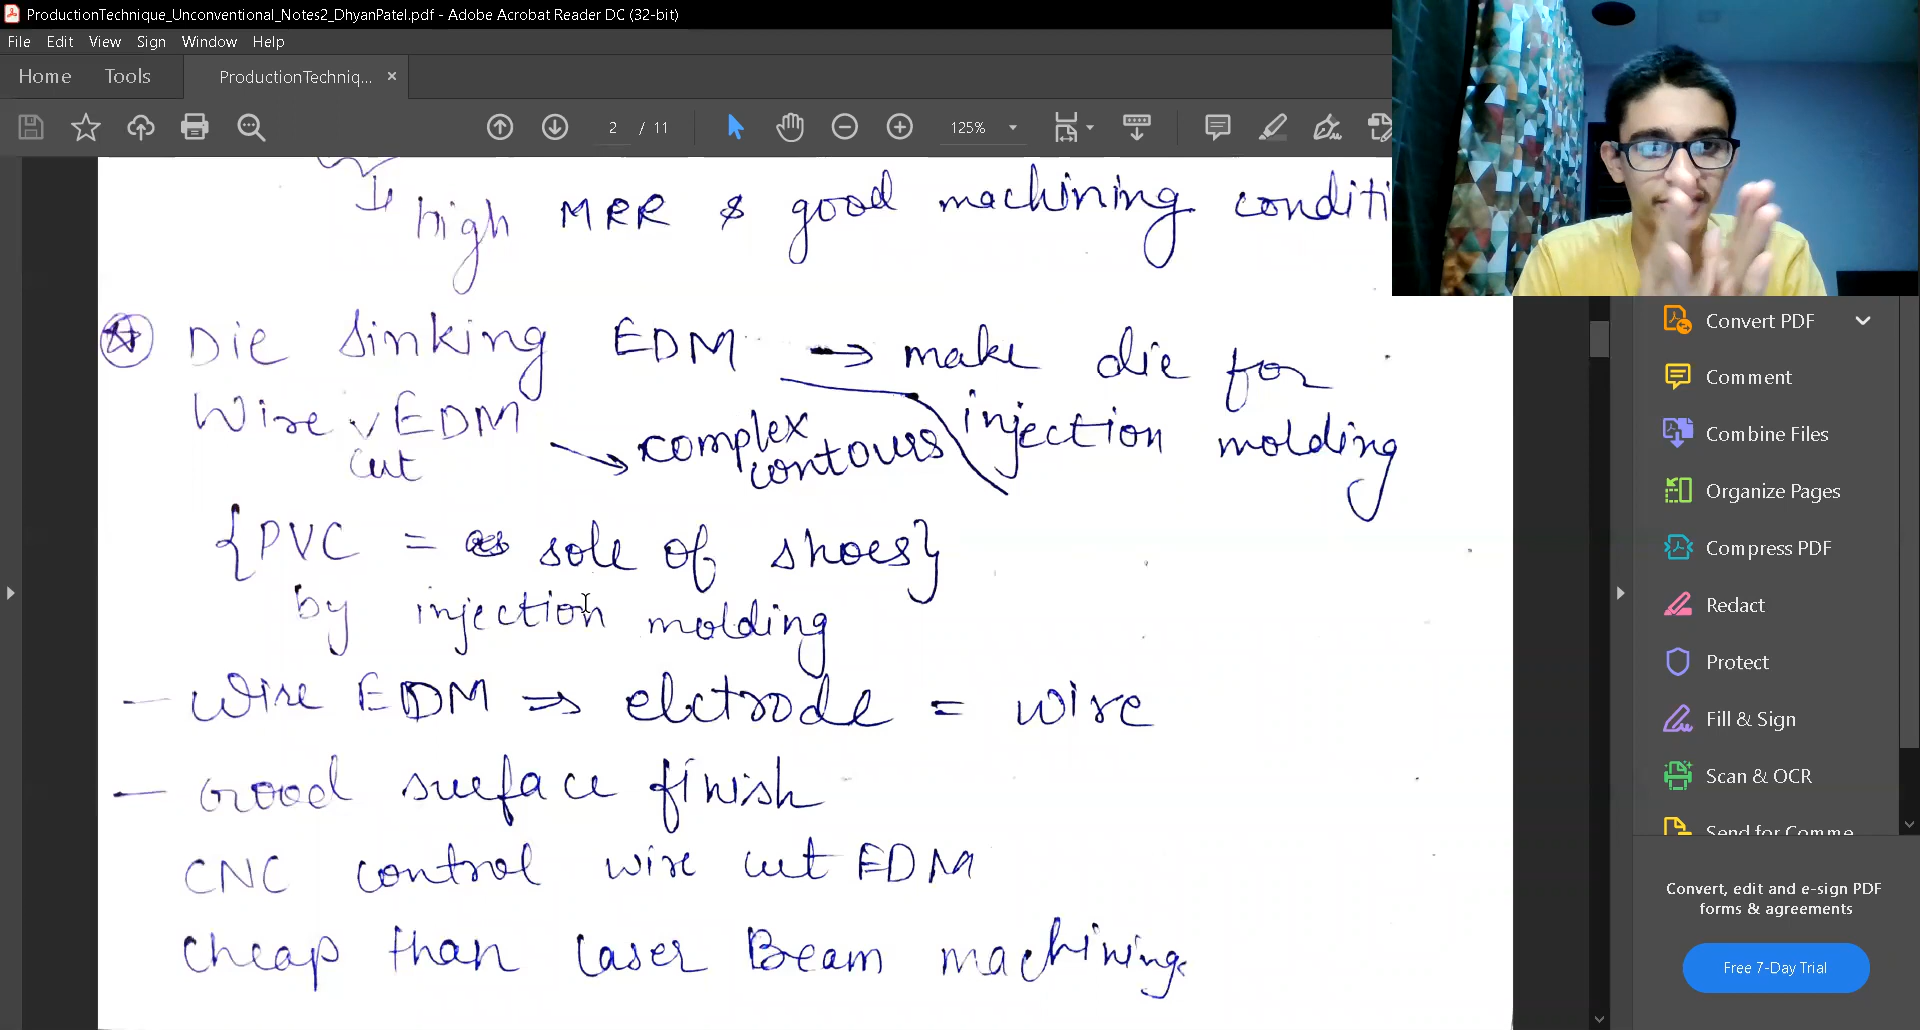 ProductionTechnique_Unconventional_Notes2_DhyanPatel.pdf - Adobe Acrobat Reader DC (32-bit)
File Edit View Sign Window Help
Home Tools ProductionTechniq... ×
2 / 11 125%
high MRR & good machining conditi
Die Sinking EDM → make die for
injection molding
Wire EDM
cut
→ complex
contours
{PVC = sole of shoes}
by injection molding
– Wire EDM ⇒ elctrode = wire
– Good surface finish
CNC control wire cut EDM
cheap than Laser Beam machining.
Convert PDF
Comment
Combine Files
Organize Pages
Compress PDF
Redact
Protect
Fill & Sign
Scan & OCR
Send for Comme
Convert, edit and e-sign PDF
forms & agreements
Free 7-Day Trial